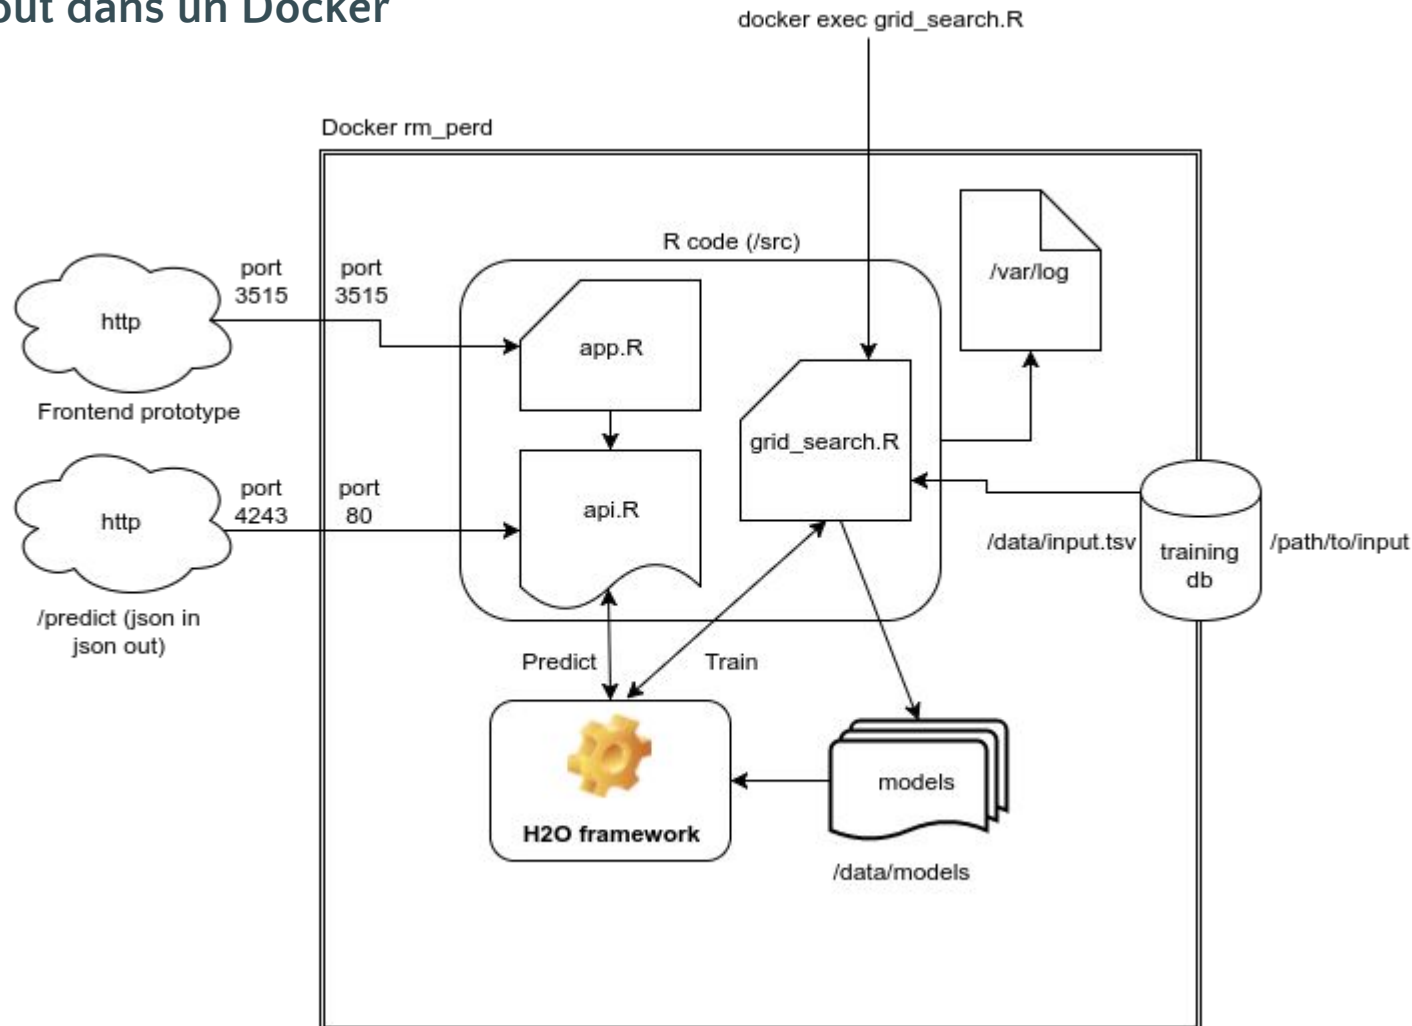 out dans un Docker
docker exec grid_search.R
Docker rm_perd
R code (/src)
port
3515
port
3515
http
app.R
/var/log
Frontend prototype
grid_search.R
port
4243
port
80
http
api.R
/data/input.tsv
training
db
/path/to/input
/predict (json in
json out)
Predict
Train
H2O framework
models
/data/models